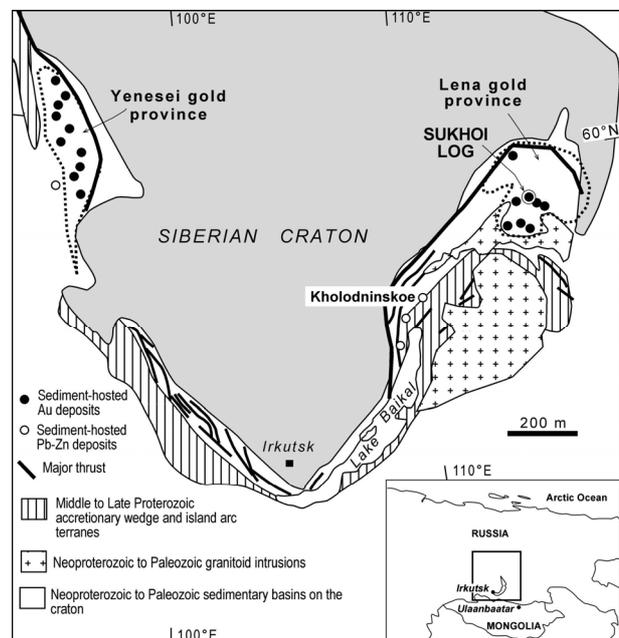 100°E
110°E
Yenesei gold
province
Lena gold
province
SUKHOI
LOG
60°N
SIBERIAN CRATON
Kholodninskoe
Sediment-hosted
Au deposits
Sediment-hosted
Pb-Zn deposits
Major thrust
Irkutsk
Lake Baikal
200 m
Middle to Late Proterozoic
accretionary wedge and island arc
terranes
Neoproterozoic to Paleozoic granitoid intrusions
Neoproterozoic to Paleozoic sedimentary basins on the
craton
100°E
110°E
Arctic Ocean
RUSSIA
Irkutsk
Ulaanbaatar
MONGOLIA